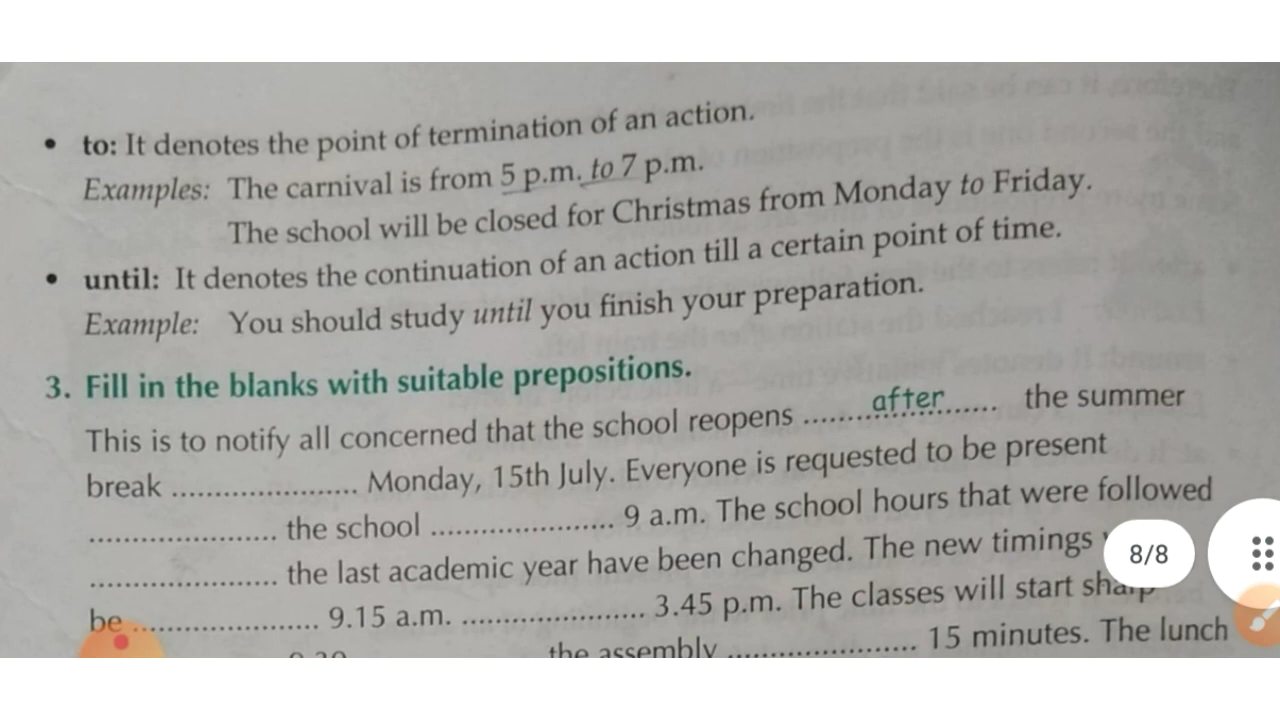 • to: It denotes the point of termination of an action.
Examples: The carnival is from 5 p.m. to 7 p.m.
The school will be closed for Christmas from Monday to Friday.
• until: It denotes the continuation of an action till a certain point of time.
Example: You should study until you finish your preparation.
3. Fill in the blanks with suitable prepositions.
This is to notify all concerned that the school reopens ......after...... the summer
break ..................... Monday, 15th July. Everyone is requested to be present
..................... the school ..................... 9 a.m. The school hours that were followed
..................... the last academic year have been changed. The new timings
be ..................... 9.15 a.m. ..................... 3.45 p.m. The classes will start sharp
the assembly ..................... 15 minutes. The lunch
8/8